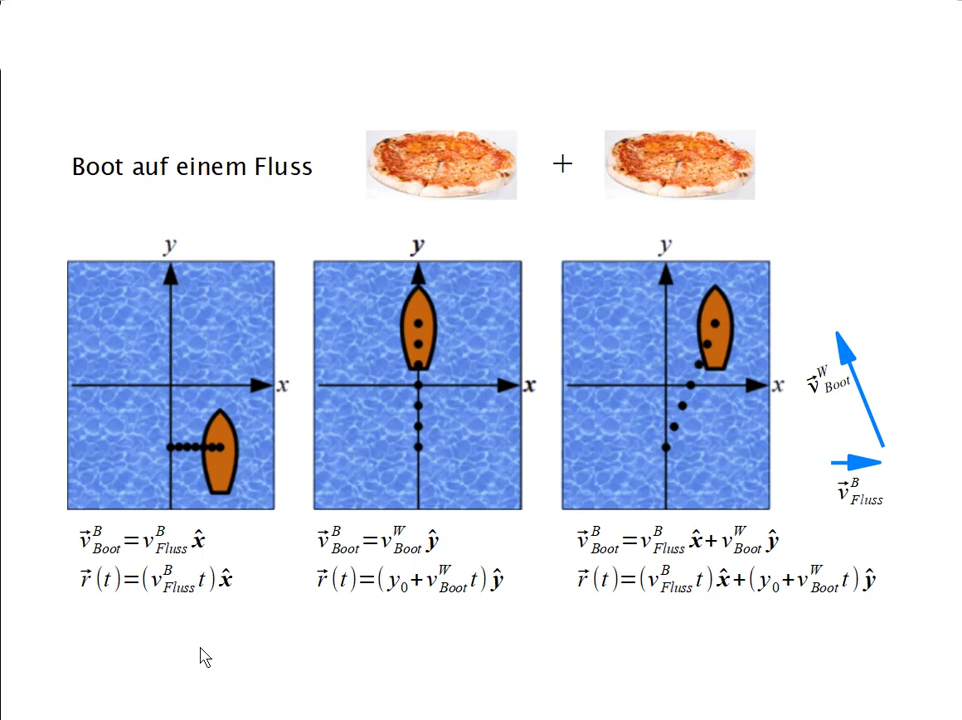 Boot auf einem Fluss +
y y y
x x x
v⃗^W_Boot
v⃗^B_Fluss
v⃗^B_Boot=v^B_Fluss x̂
v⃗^B_Boot=v^W_Boot ŷ
v⃗^B_Boot=v^B_Fluss x̂+v^W_Boot ŷ
r⃗(t)=(v^B_Fluss t)x̂
r⃗(t)=(y₀+v^W_Boot t)ŷ
r⃗(t)=(v^B_Fluss t)x̂+(y₀+v^W_Boot t)ŷ